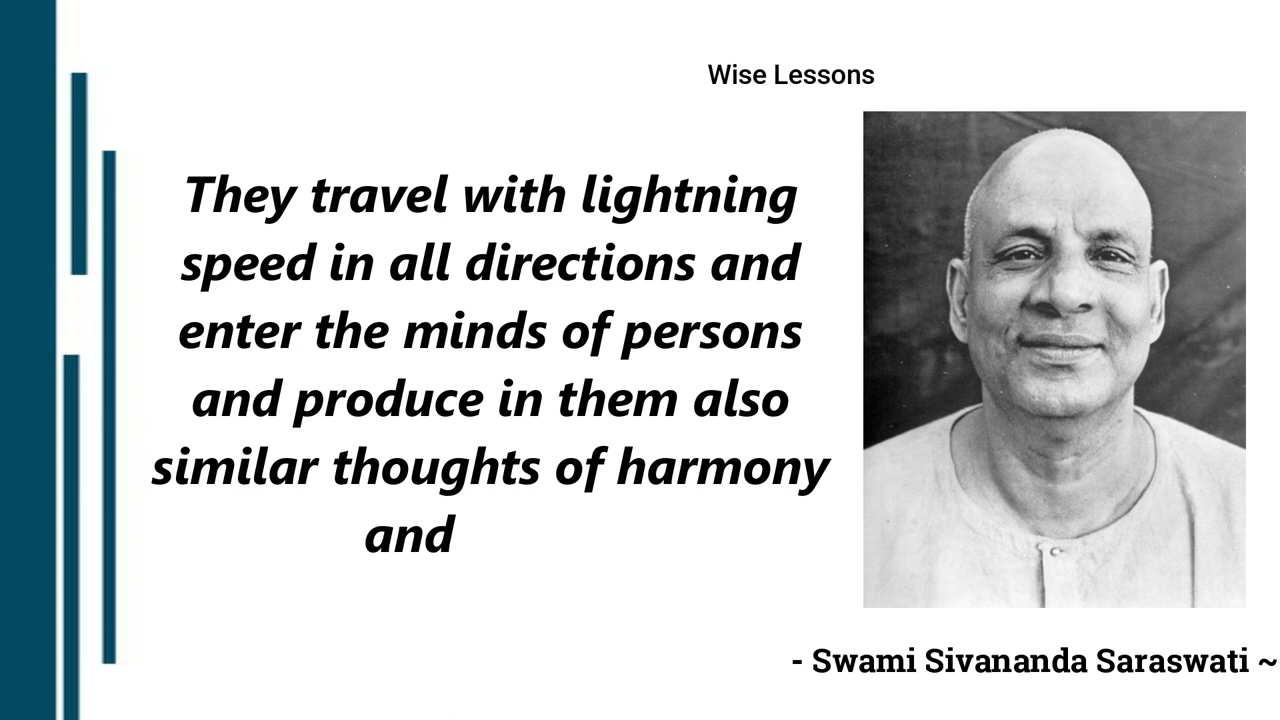 Wise Lessons
They travel with lightning
speed in all directions and
enter the minds of persons
and produce in them also
similar thoughts of harmony
and
- Swami Sivananda Saraswati ~